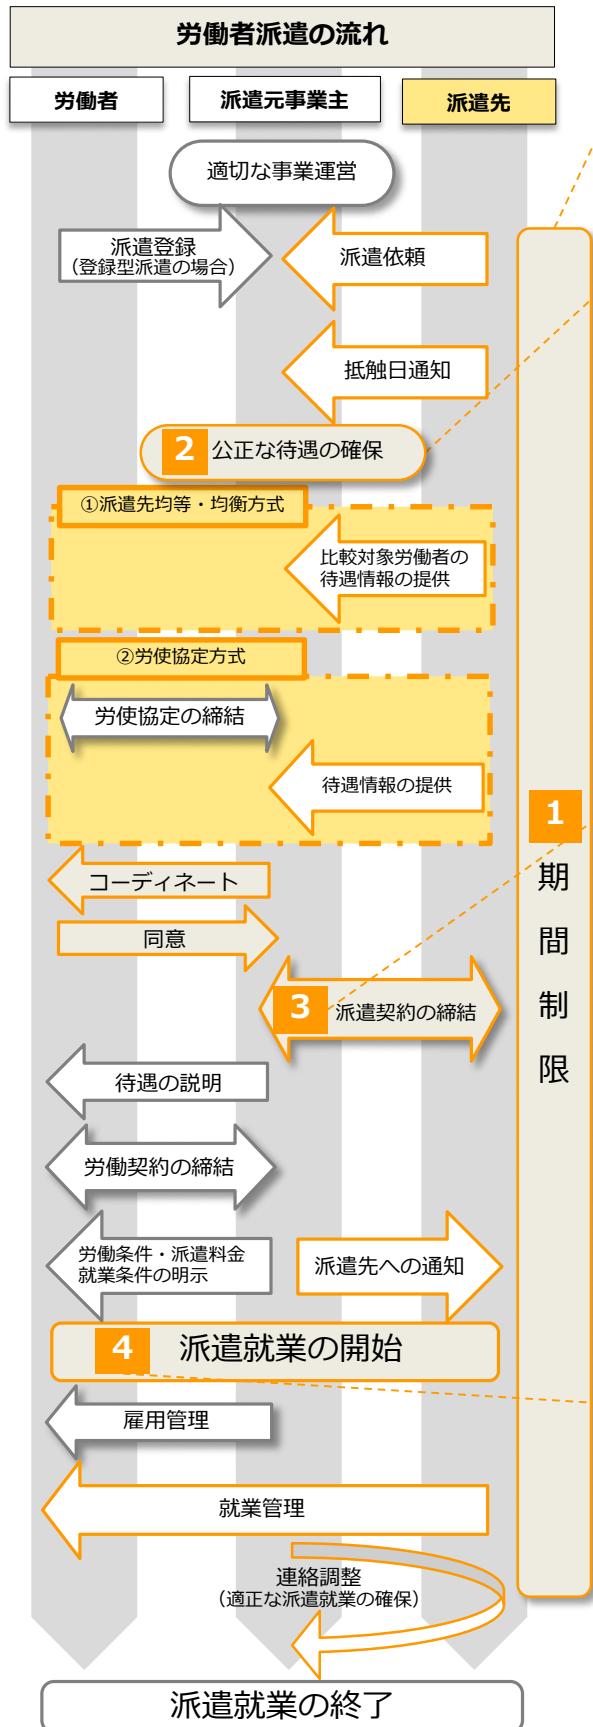 労働者派遣の流れ
労働者
派遣元事業主
派遣先
適切な事業運営
派遣登録
（登録型派遣の場合）
派遣依頼
抵触日通知
2 公正な待遇の確保
①派遣先均等・均衡方式
比較対象労働者の
待遇情報の提供
②労使協定方式
労使協定の締結
待遇情報の提供
1
期
間
制
限
コーディネート
同意
3 派遣契約の締結
待遇の説明
労働契約の締結
労働条件・派遣料金
就業条件の明示
派遣先への通知
4 派遣就業の開始
雇用管理
就業管理
連絡調整
（適正な派遣就業の確保）
派遣就業の終了